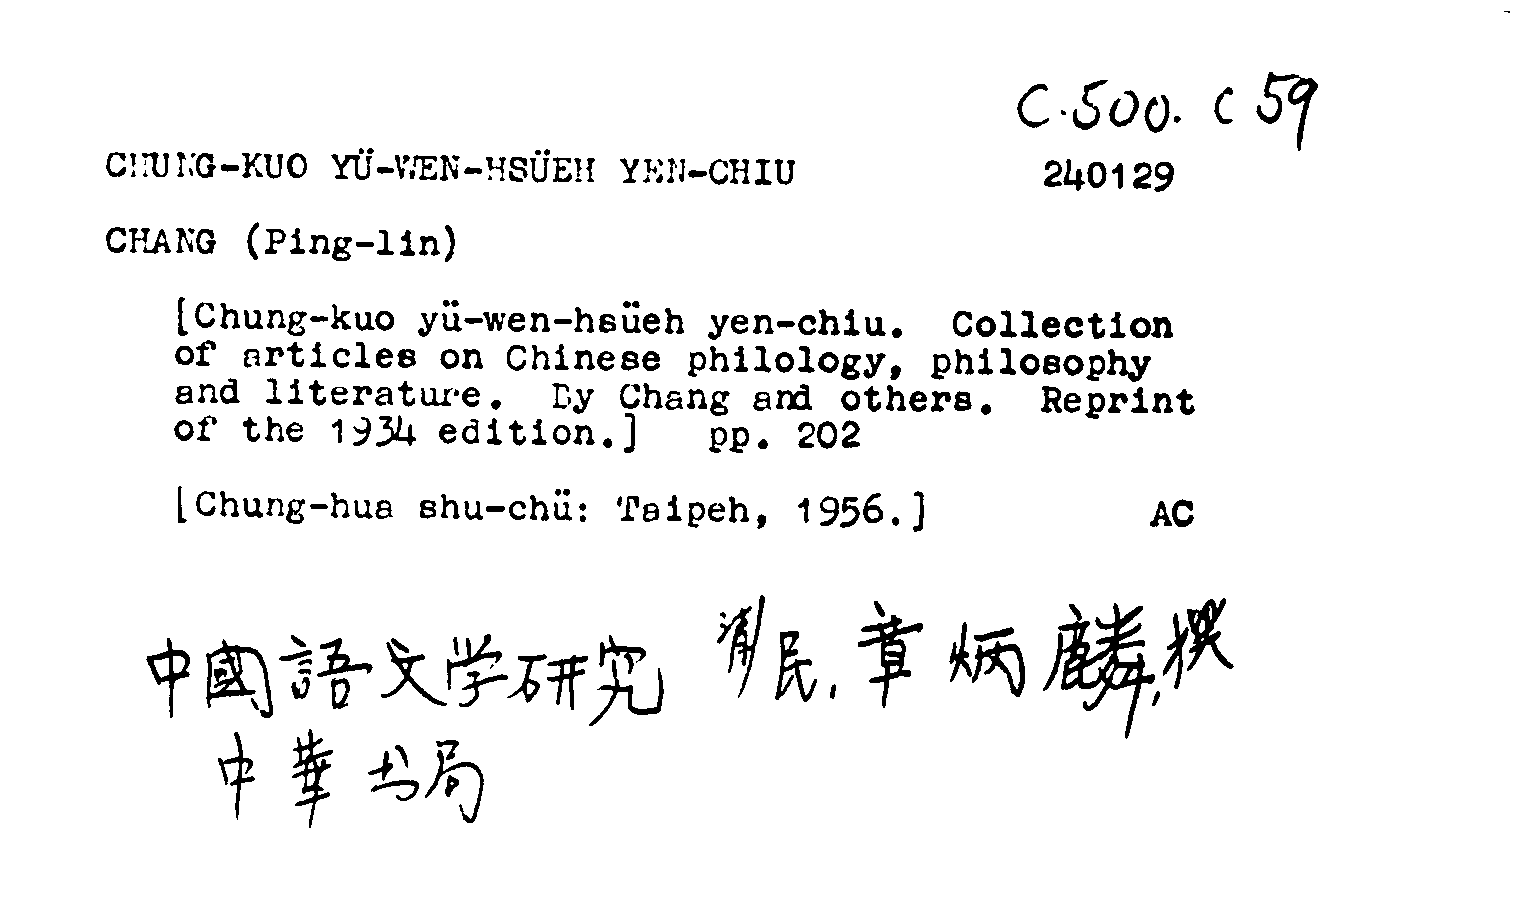 C.500. c 59
CHUNG-KUO YÜ-WEN-HSÜEH YEN-CHIU 240129
CHANG (Ping-lin)
[Chung-kuo yü-wen-hsüeh yen-chiu. Collection
of articles on Chinese philology, philosophy
and literature. By Chang and others. Reprint
of the 1934 edition.] pp. 202
[Chung-hua shu-chü: Taipeh, 1956.] AC
中國語文学研究 清民.章炳麟,撰
中華书局